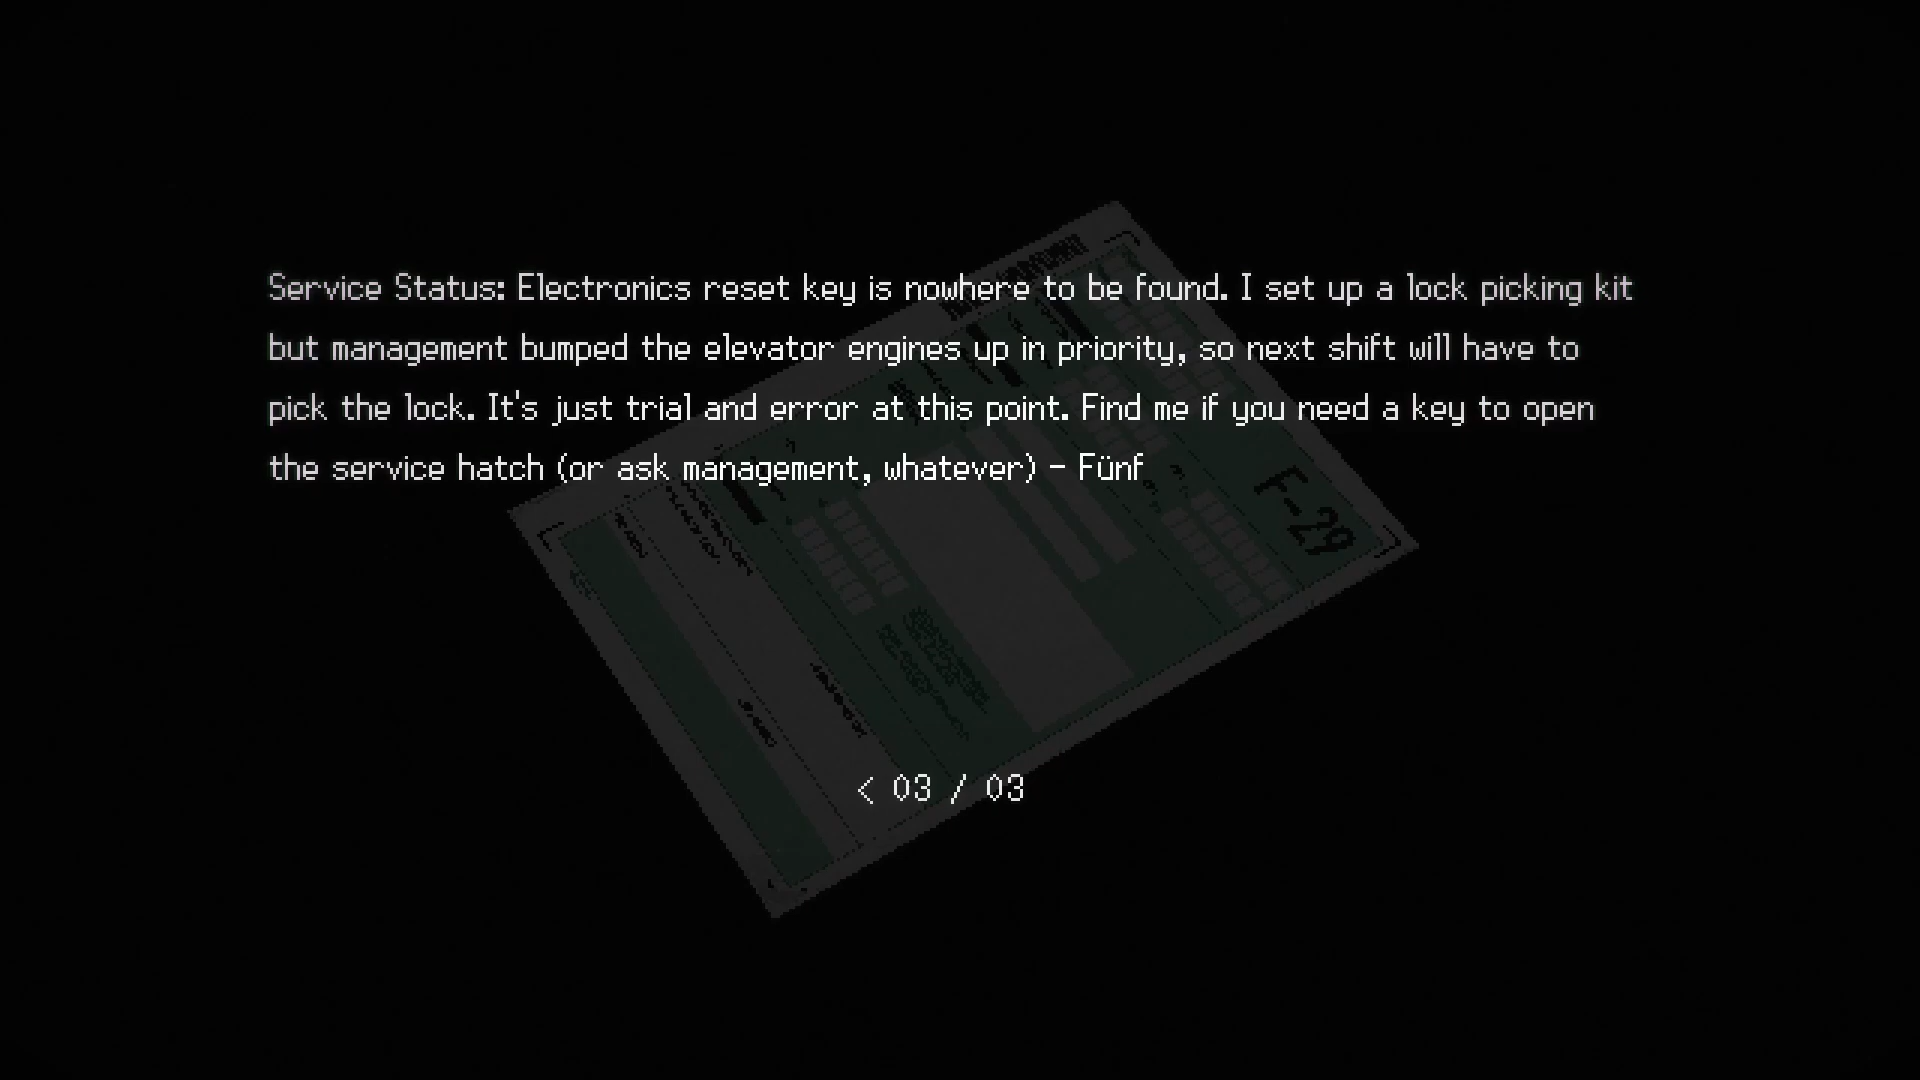 Service Status: Electronics reset key is nowhere to be found. I set up a lock picking kit
but management bumped the elevator engines up in priority, so next shift will have to
pick the lock. It's just trial and error at this point. Find me if you need a key to open
the service hatch (or ask management, whatever) - Fünf
F-29
< 03 / 03